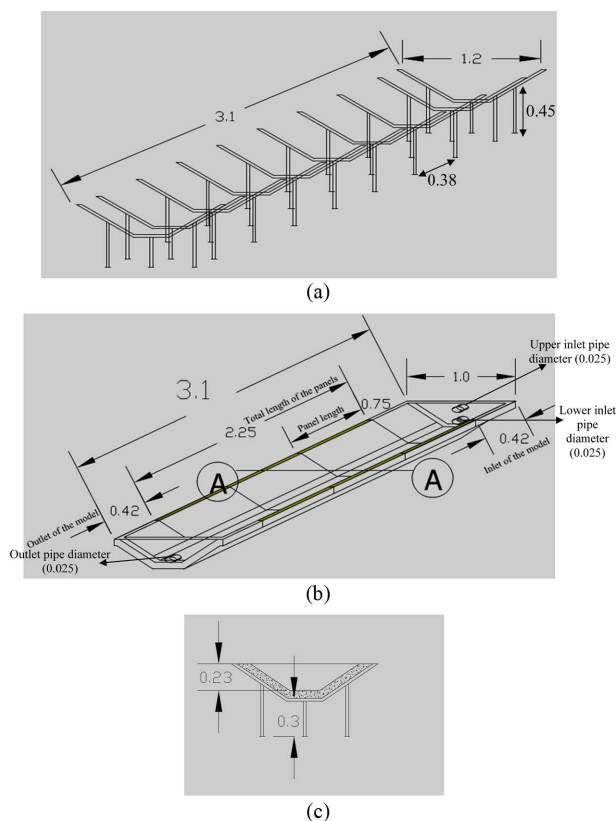 1.2
3.1
0.45
0.38
(a)
Upper inlet pipe
diameter (0.025)
3.1
1.0
Total length of the panels
0.75
Panel length
Lower inlet
pipe
diameter
(0.025)
2.25
0.42
Inlet of the model
A
A
0.42
Outlet of the model
Outlet pipe diameter
(0.025)
(b)
0.23
0.3
(c)